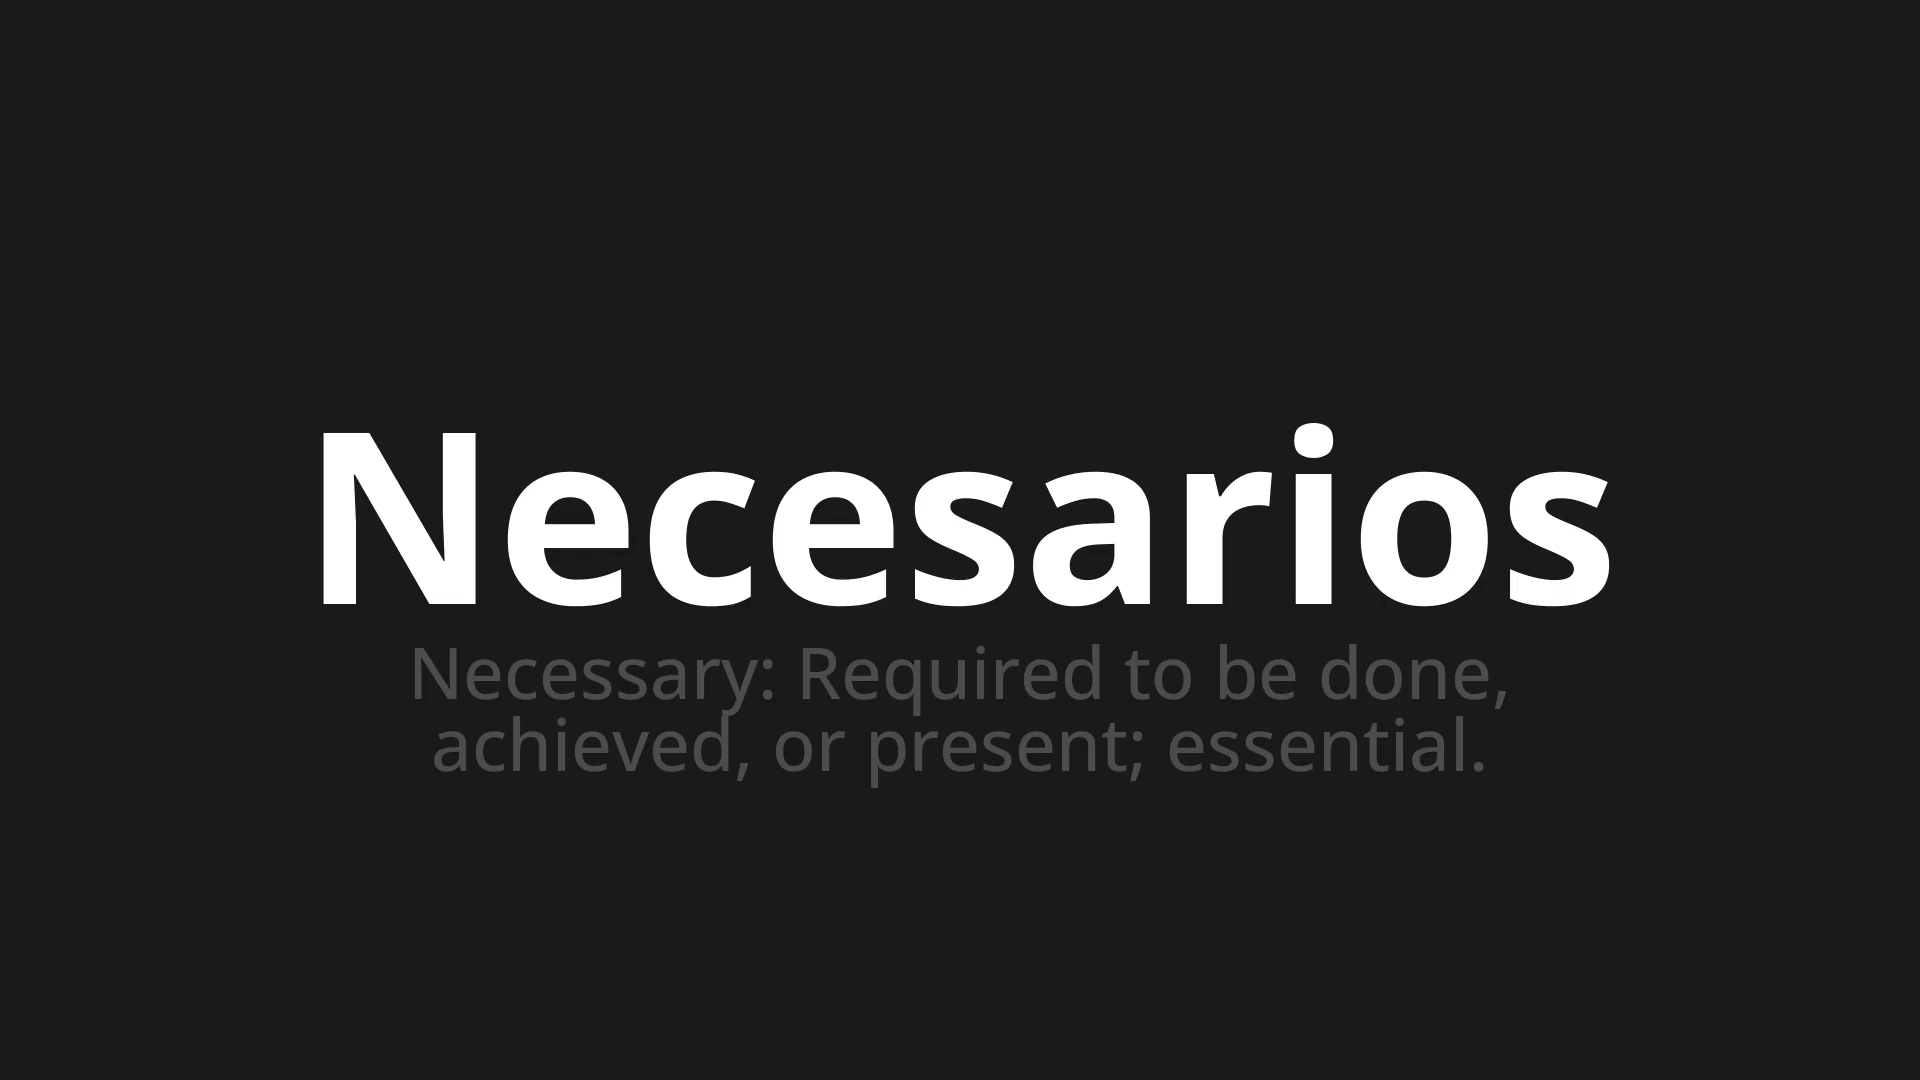 Necesarios
Necessary: Required to be done,
achieved, or present; essential.